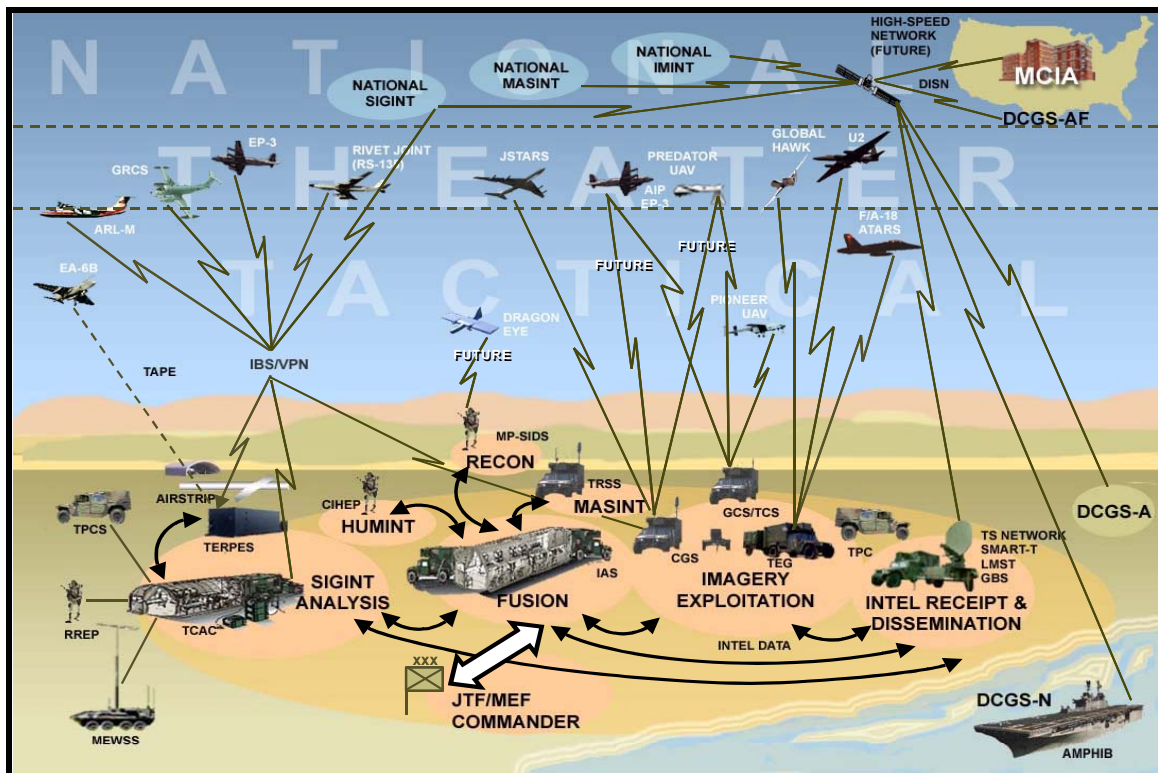 NATIONAL
HIGH-SPEED
NETWORK
(FUTURE)
NATIONAL
IMINT
NATIONAL
MASINT
NATIONAL
SIGINT
DISN
MCIA
DCGS-AF
THEATER
EP-3
GRCS
RIVET JOINT
(RS-135)
JSTARS
PREDATOR
UAV
AIP
EP-3
GLOBAL
HAWK
U2
ARL-M
F/A-18
ATARS
FUTURE
FUTURE
TACTICAL
EA-6B
PIONEER
UAV
DRAGON
EYE
FUTURE
TAPE
IBS/VPN
MP-SIDS
RECON
TRSS
MASINT
AIRSTRIP
CIHEP
HUMINT
GCS/TCS
DCGS-A
TPCS
TERPES
CGS
TEG
TPC
TS NETWORK
SMART-T
LMST
GBS
IAS
SIGINT
ANALYSIS
FUSION
IMAGERY
EXPLOITATION
INTEL RECEIPT &
DISSEMINATION
RREP
TCAC
INTEL DATA
XXX
JTF/MEF
COMMANDER
MEWSS
DCGS-N
AMPHIB